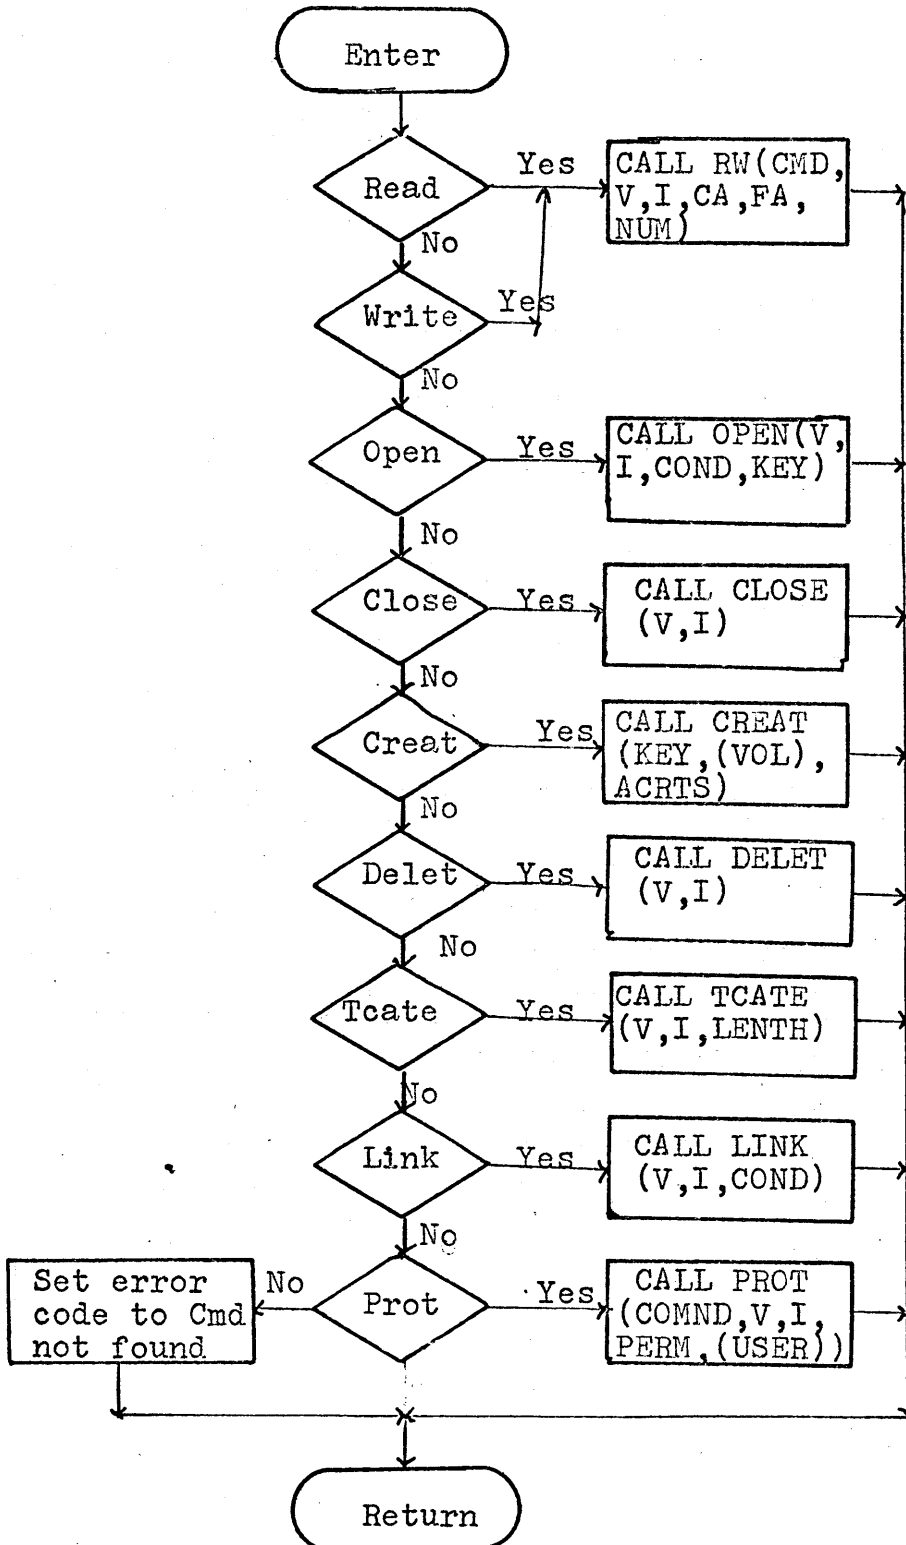 Enter
Read
Yes
CALL RW(CMD,
V,I,CA,FA,
NUM)
No
Write
Yes
No
Open
Yes
CALL OPEN(V,
I,COND,KEY)
No
Close
Yes
CALL CLOSE
(V,I)
No
Creat
Yes
CALL CREAT
(KEY,(VOL),
ACRTS)
No
Delet
Yes
CALL DELET
(V,I)
No
Tcate
Yes
CALL TCATE
(V,I,LENTH)
No
Link
Yes
CALL LINK
(V,I,COND)
No
Set error
code to Cmd
not found
No
Prot
Yes
CALL PROT
(COMND,V,I,
PERM,(USER))
Return